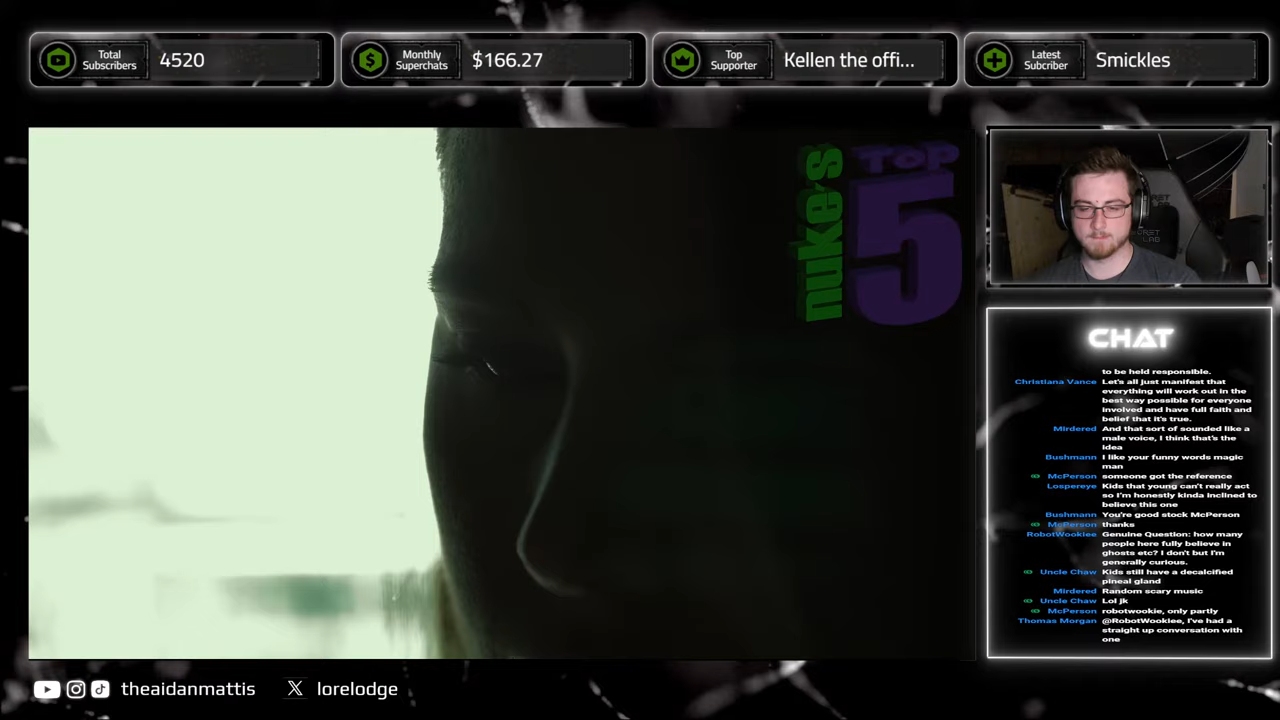 Total
Subscribers
4520
Monthly
Superchats
$166.27
Top
Supporter
Kellen the offi...
Latest
Subcriber
Smickles
nuke's
Top
5
CHAT
to be held responsible.
Christiana Vance Let's all just manifest that
everything will work out in the
best way possible for everyone
involved and have full faith and
belief that it's true.
Mirdered And that sort of sounded like a
male voice, I think that's the
idea
Bushmann I like your funny words magic
man
McPerson someone got the reference
Lospereye Kids that young can't really act
so I'm honestly kinda inclined to
believe this one
Bushmann You're good stock McPerson
McPerson thanks
RobotWookiee Genuine Question: how many
people here fully believe in
ghosts etc? I don't but I'm
generally curious.
Uncle Chaw Kids still have a decalcified
pineal gland
Mirdered Random scary music
Uncle Chaw Lol jk
McPerson robotwookie, only partly
Thomas Morgan @RobotWookiee, I've had a
straight up conversation with
one
theaidanmattis
lorelodge